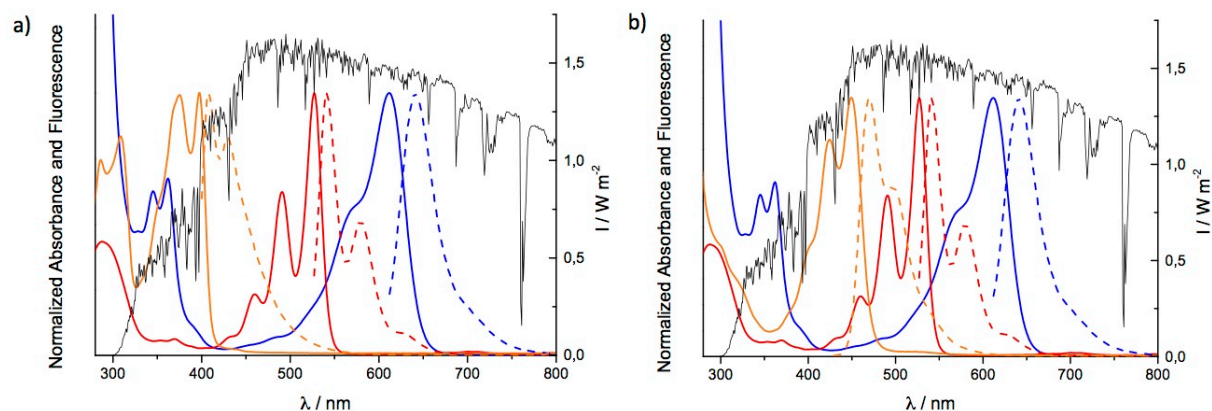 a)
Normalized Absorbance and Fluorescence
1,5
1,0
0,5
0,0
I / W m-2
300 400 500 600 700 800
λ / nm
b)
Normalized Absorbance and Fluorescence
1,5
1,0
0,5
0,0
I / W m-2
300 400 500 600 700 800
λ / nm